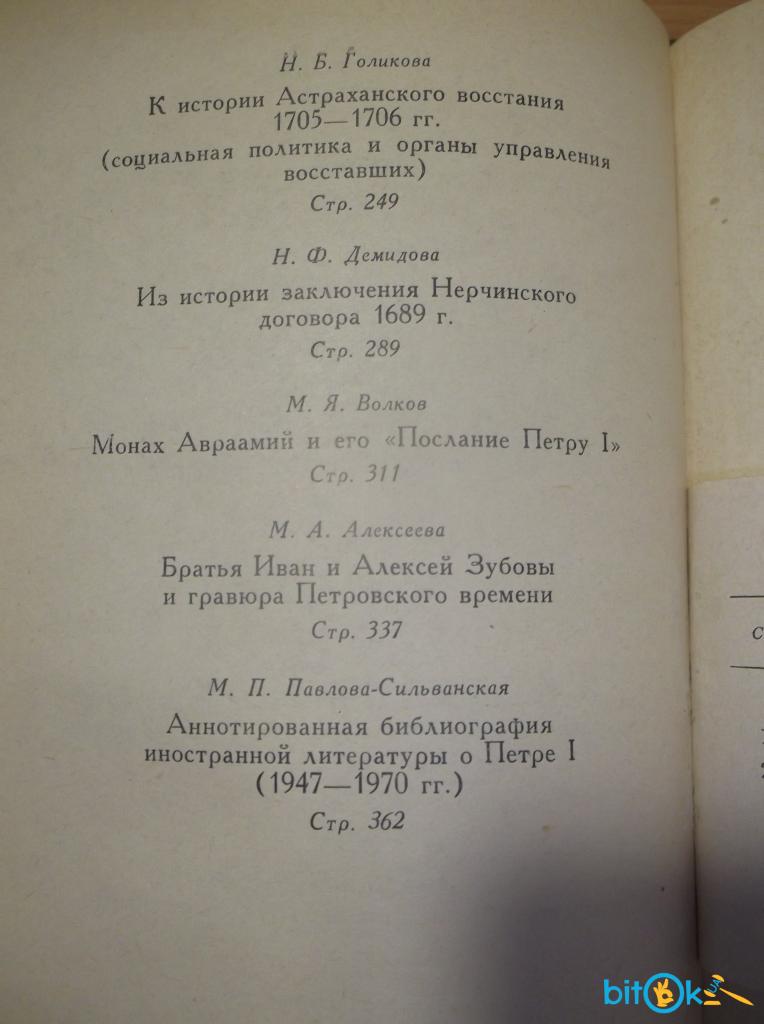 Н. Б. Голикова
К истории Астраханского восстания
1705—1706 гг.
(социальная политика и органы управления
восставших)
Стр. 249
Н. Ф. Демидова
Из истории заключения Нерчинского
договора 1689 г.
Стр. 289
М. Я. Волков
Монах Авраамий и его «Послание Петру I»
Стр. 311
М. А. Алексеева
Братья Иван и Алексей Зубовы
и гравюра Петровского времени
Стр. 337
М. П. Павлова-Сильванская
Аннотированная библиография
иностранной литературы о Петре I
(1947—1970 гг.)
Стр. 362
bitOk UA